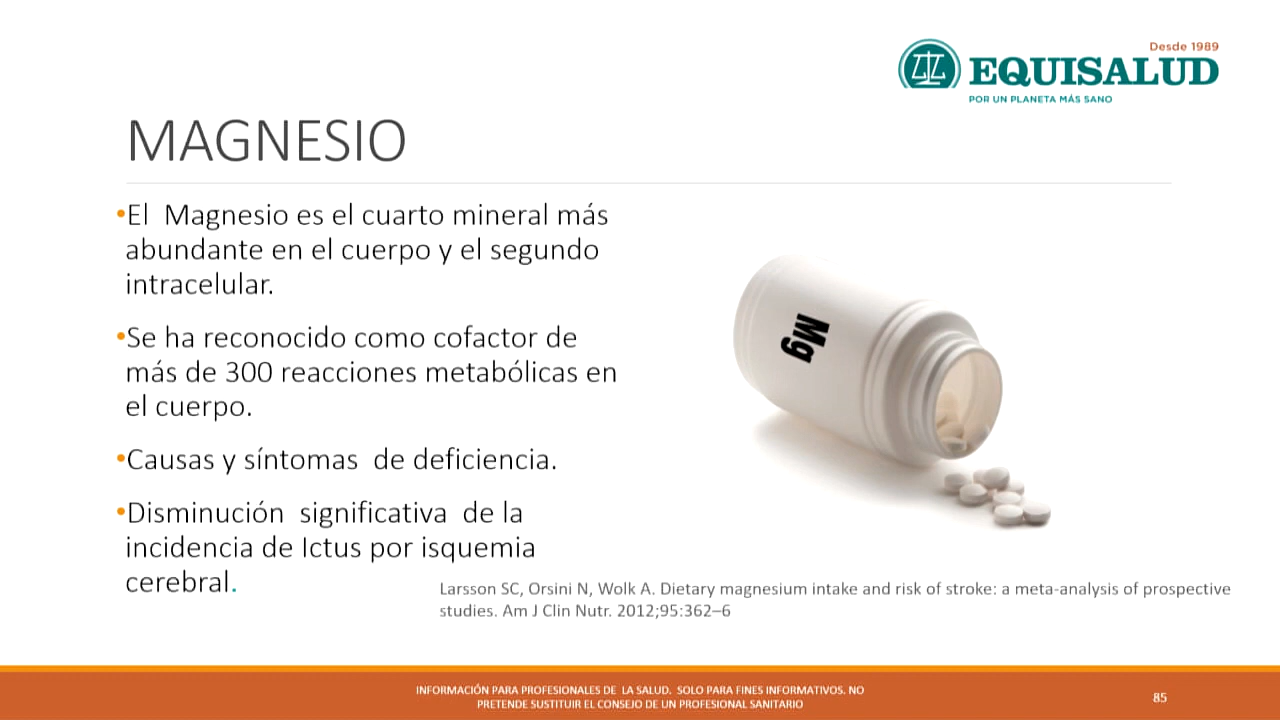 Desde 1989
EQUISALUD
POR UN PLANETA MÁS SANO
MAGNESIO
•El  Magnesio es el cuarto mineral más
abundante en el cuerpo y el segundo
intracelular.
•Se ha reconocido como cofactor de
más de 300 reacciones metabólicas en
el cuerpo.
•Causas y síntomas  de deficiencia.
•Disminución  significativa  de la
incidencia de Ictus por isquemia
cerebral.
Mg
Larsson SC, Orsini N, Wolk A. Dietary magnesium intake and risk of stroke: a meta-analysis of prospective
studies. Am J Clin Nutr. 2012;95:362–6
INFORMACIÓN PARA PROFESIONALES DE  LA SALUD.  SOLO PARA FINES INFORMATIVOS. NO
PRETENDE SUSTITUIR EL CONSEJO DE UN PROFESIONAL SANITARIO
85